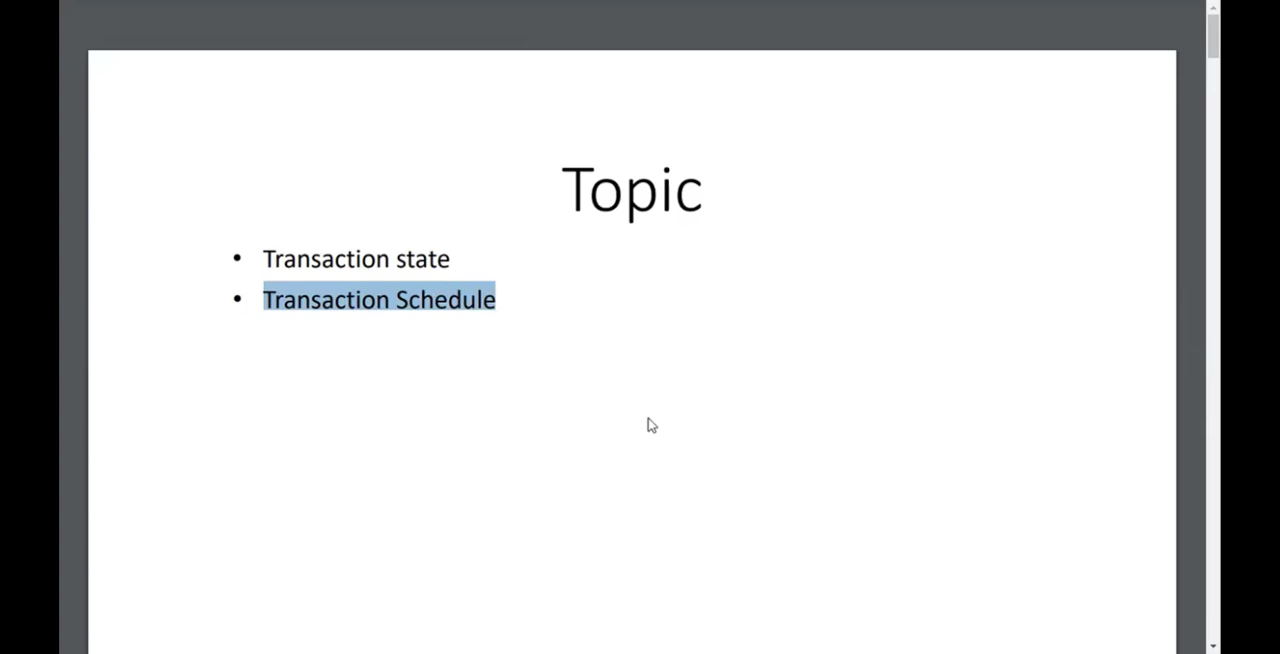 Topic
• Transaction state
• Transaction Schedule